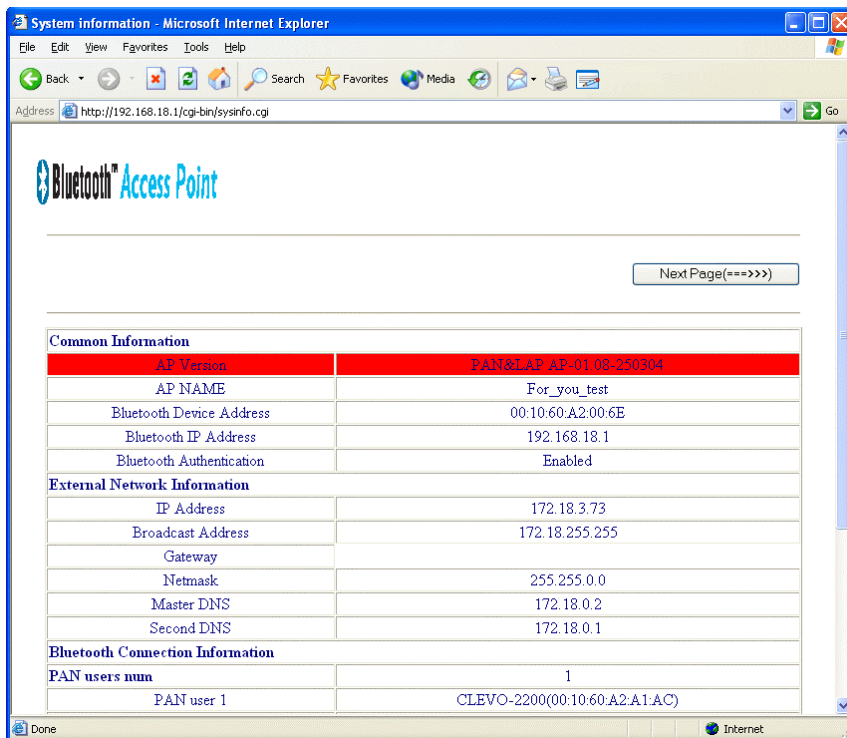 System information - Microsoft Internet Explorer
File Edit View Favorites Tools Help
Back Search Favorites Media
Address http://192.168.18.1/cgi-bin/sysinfo.cgi Go
Bluetooth™ Access Point
Next Page(===>>>)
Common Information
AP Version PAN&LAP AP-01.08-250304
AP NAME For_you_test
Bluetooth Device Address 00:10:60:A2:00:6E
Bluetooth IP Address 192.168.18.1
Bluetooth Authentication Enabled
External Network Information
IP Address 172.18.3.73
Broadcast Address 172.18.255.255
Gateway
Netmask 255.255.0.0
Master DNS 172.18.0.2
Second DNS 172.18.0.1
Bluetooth Connection Information
PAN users num 1
PAN user 1 CLEVO-2200(00:10:60:A2:A1:AC)
Done Internet